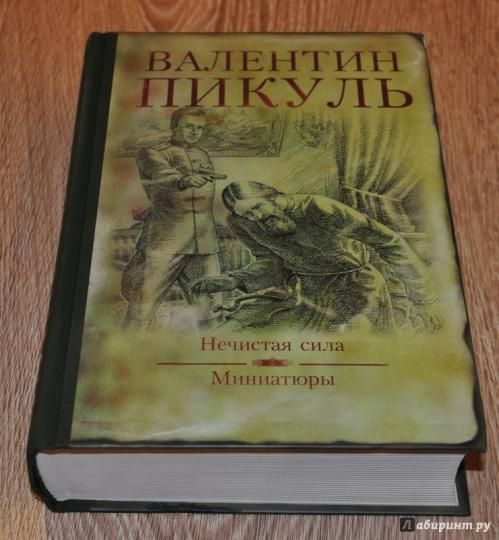 ВАЛЕНТИН
ПИКУЛЬ
Нечистая сила
Миниатюры
Лабиринт.ру